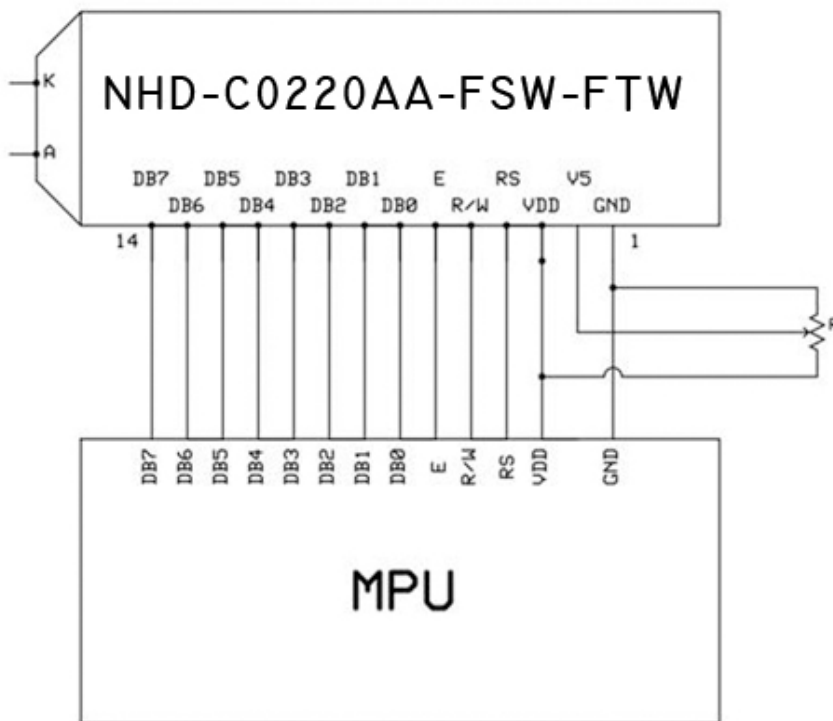 K
NHD-C0220AA-FSW-FTW
A
DB7 DB5 DB3 DB1 E RS V5
DB6 DB4 DB2 DB0 R/W VDD GND
14 1
DB7 DB6 DB5 DB4 DB3 DB2 DB1 DB0 E R/W RS VDD GND
MPU